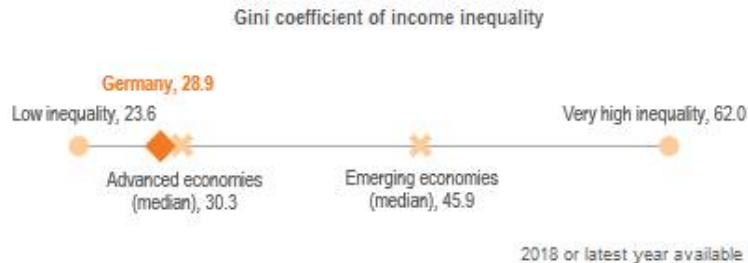 Gini coefficient of income inequality
Germany, 28.9
Low inequality, 23.6
Very high inequality, 62.0
Advanced economies
(median), 30.3
Emerging economies
(median), 45.9
2018 or latest year available